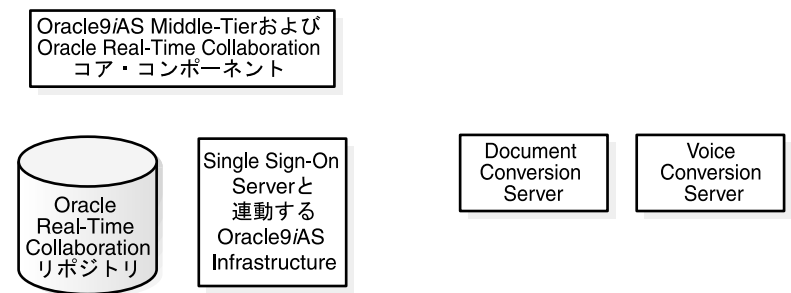 Oracle9iAS Middle-Tierおよび
Oracle Real-Time Collaboration
コア・コンポーネント
Oracle
Real-Time
Collaboration
リポジトリ
Single Sign-On
Serverと
連動する
Oracle9iAS
Infrastructure
Document
Conversion
Server
Voice
Conversion
Server